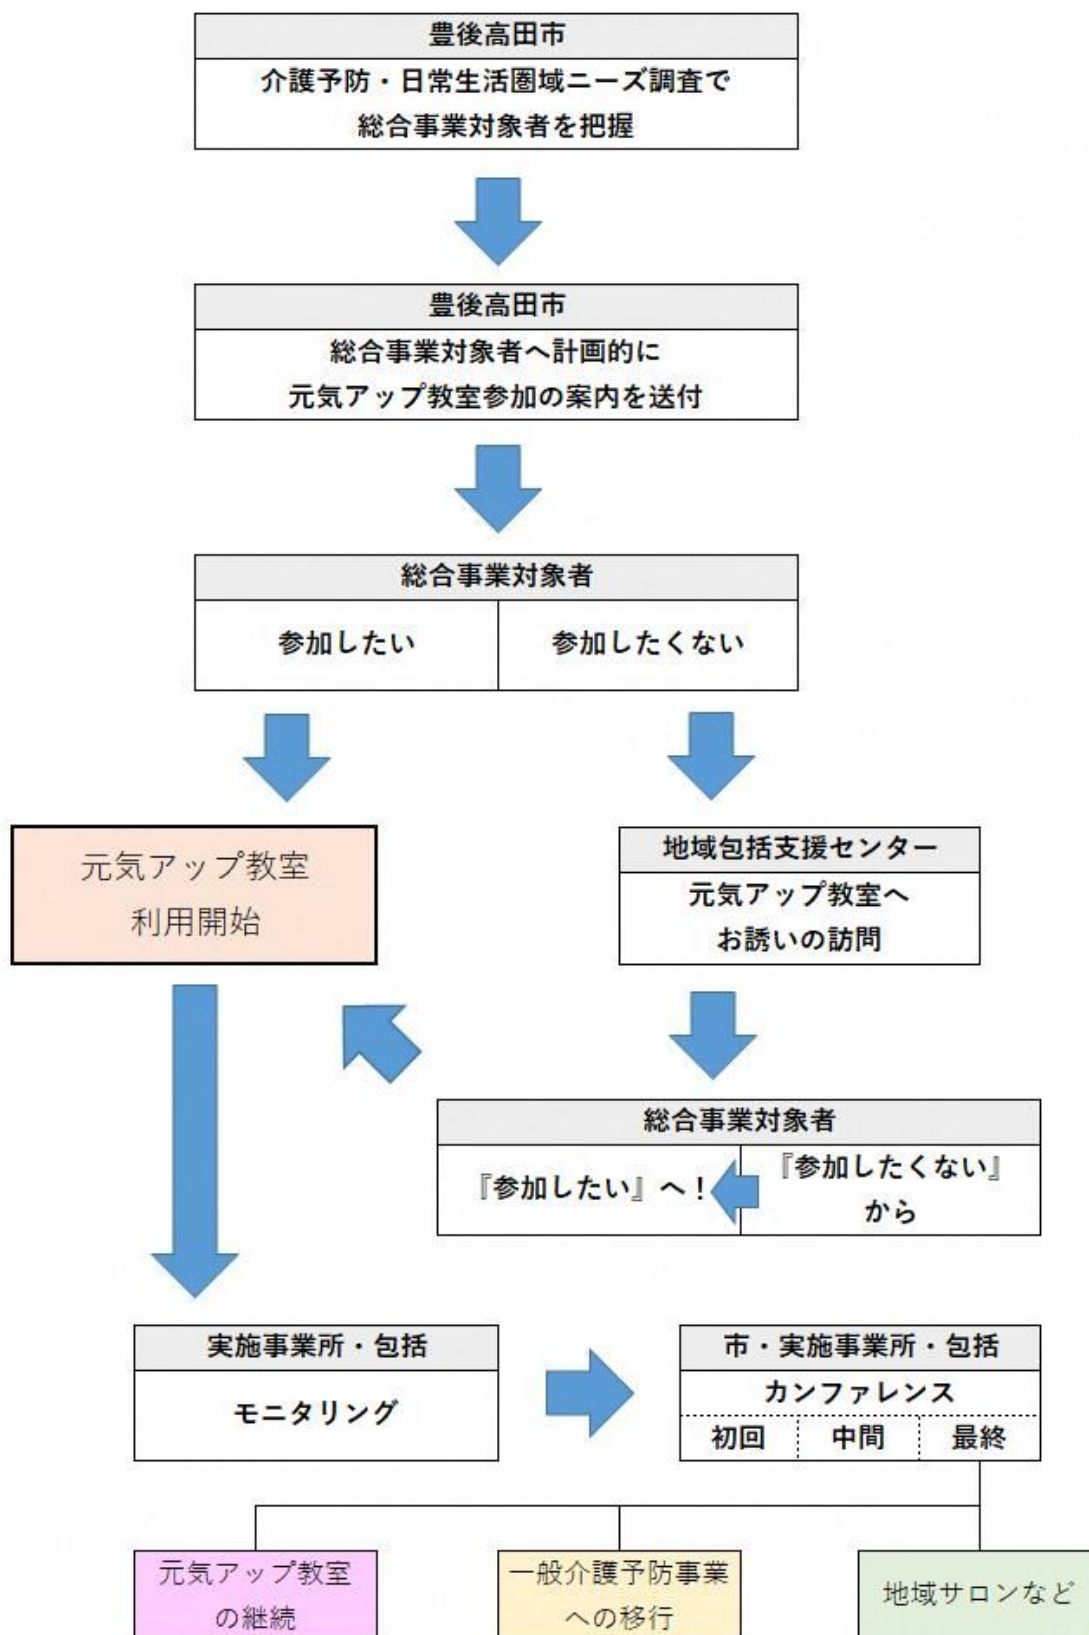 豊後高田市
介護予防・日常生活圏域ニーズ調査で
総合事業対象者を把握
豊後高田市
総合事業対象者へ計画的に
元気アップ教室参加の案内を送付
総合事業対象者
参加したい
参加したくない
元気アップ教室
利用開始
地域包括支援センター
元気アップ教室へ
お誘いの訪問
総合事業対象者
『参加したい』へ！
『参加したくない』
から
実施事業所・包括
モニタリング
市・実施事業所・包括
カンファレンス
初回
中間
最終
元気アップ教室
の継続
一般介護予防事業
への移行
地域サロンなど